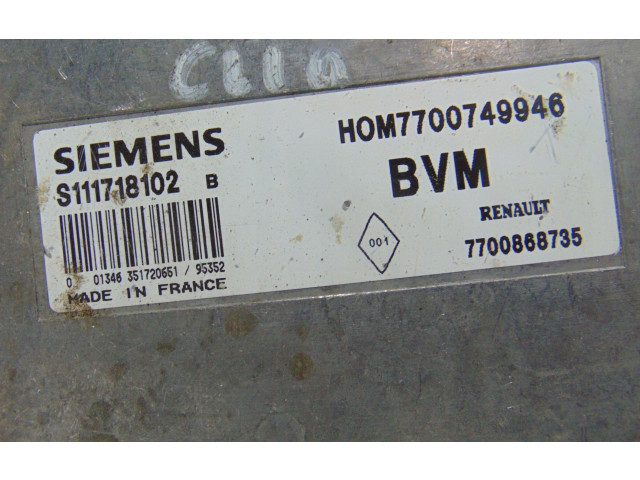 CLIO
SIEMENS
S111718102 B
0 01346 351720651 / 95352
MADE IN FRANCE
HOM7700749946
BVM
RENAULT
001
7700868735